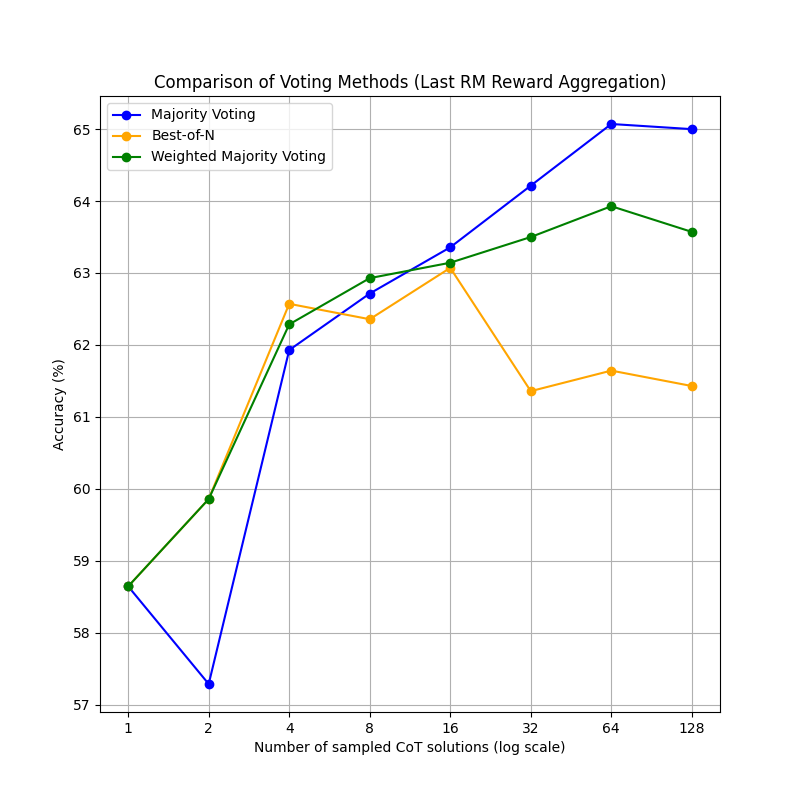 Comparison of Voting Methods (Last RM Reward Aggregation)
Majority Voting
Best-of-N
Weighted Majority Voting
65
64
63
62
61
60
59
58
57
Accuracy (%)
1 2 4 8 16 32 64 128
Number of sampled CoT solutions (log scale)